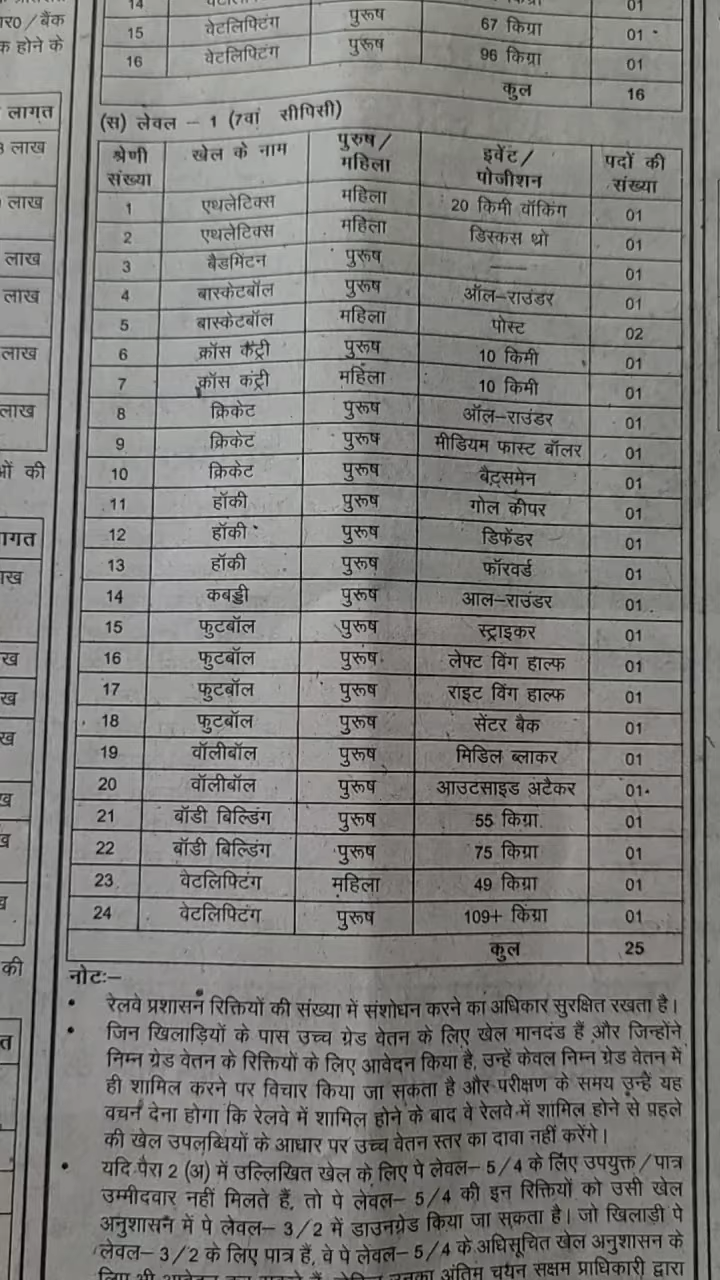 14
01
15 वेटलिफ्टिंग पुरूष 67 किग्रा 01
16 वेटलिफ्टिंग पुरूष 96 किग्रा 01
कुल 16
(स) लेवल – 1 (7वां सीपिसी)
श्रेणी संख्या खेल के नाम पुरुष/ महिला इवेंट/ पोजीशन पदों की संख्या
1 एथलेटिक्स महिला 20 किमी वॉकिंग 01
2 एथलेटिक्स महिला डिस्कस थ्रो 01
3 बैडमिंटन पुरूष —— 01
4 बास्केटबॉल पुरूष ऑल–राउंडर 01
5 बास्केटबॉल महिला पोस्ट 02
6 क्रॉस कंट्री पुरूष 10 किमी 01
7 क्रॉस कंट्री महिला 10 किमी 01
8 क्रिकेट पुरूष ऑल–राउंडर 01
9 क्रिकेट पुरूष मीडियम फास्ट बॉलर 01
10 क्रिकेट पुरूष बैट्समेन 01
11 हॉकी पुरूष गोल कीपर 01
12 हॉकी पुरूष डिफेंडर 01
13 हॉकी पुरूष फॉरवर्ड 01
14 कबड्डी पुरूष आल–राउंडर 01
15 फुटबॉल पुरूष स्ट्राइकर 01
16 फुटबॉल पुरूष लेफ्ट विंग हाल्फ 01
17 फुटबॉल पुरूष राइट विंग हाल्फ 01
18 फुटबॉल पुरूष सेंटर बैक 01
19 वॉलीबॉल पुरूष मिडिल ब्लाकर 01
20 वॉलीबॉल पुरूष आउटसाइड अटैकर 01
21 बॉडी बिल्डिंग पुरूष 55 किग्रा 01
22 बॉडी बिल्डिंग पुरूष 75 किग्रा 01
23 वेटलिफ्टिंग महिला 49 किग्रा 01
24 वेटलिफ्टिंग पुरूष 109+ किग्रा 01
कुल 25
नोटः–
• रेलवे प्रशासन रिक्तियों की संख्या में संशोधन करने का अधिकार सुरक्षित रखता है।
• जिन खिलाड़ियों के पास उच्च ग्रेड वेतन के लिए खेल मानदंड हैं और जिन्होंने
निम्न ग्रेड वेतन के रिक्तियों के लिए आवेदन किया है, उन्हें केवल निम्न ग्रेड वेतन में
ही शामिल करने पर विचार किया जा सकता है और परीक्षण के समय उन्हें यह
वचन देना होगा कि रेलवे में शामिल होने के बाद वे रेलवे में शामिल होने से पहले
की खेल उपलब्धियों के आधार पर उच्च वेतन स्तर का दावा नहीं करेंगे।
• यदि पैरा 2 (अ) में उल्लिखित खेल के लिए पे लेवल– 5/4 के लिए उपयुक्त/पात्र
उम्मीदवार नहीं मिलते हैं, तो पे लेवल– 5/4 की इन रिक्तियों को उसी खेल
अनुशासन में पे लेवल– 3/2 में डाउनग्रेड किया जा सकता है। जो खिलाड़ी पे
लेवल– 3/2 के लिए पात्र हैं, वे पे लेवल– 5/4 के अधिसूचित खेल अनुशासन के
अंतिम चयन सक्षम प्राधिकारी द्वारा
/ बैंक
होने के
लागत
लाख
लाख
लाख
लाख
लाख
लाख
की
की